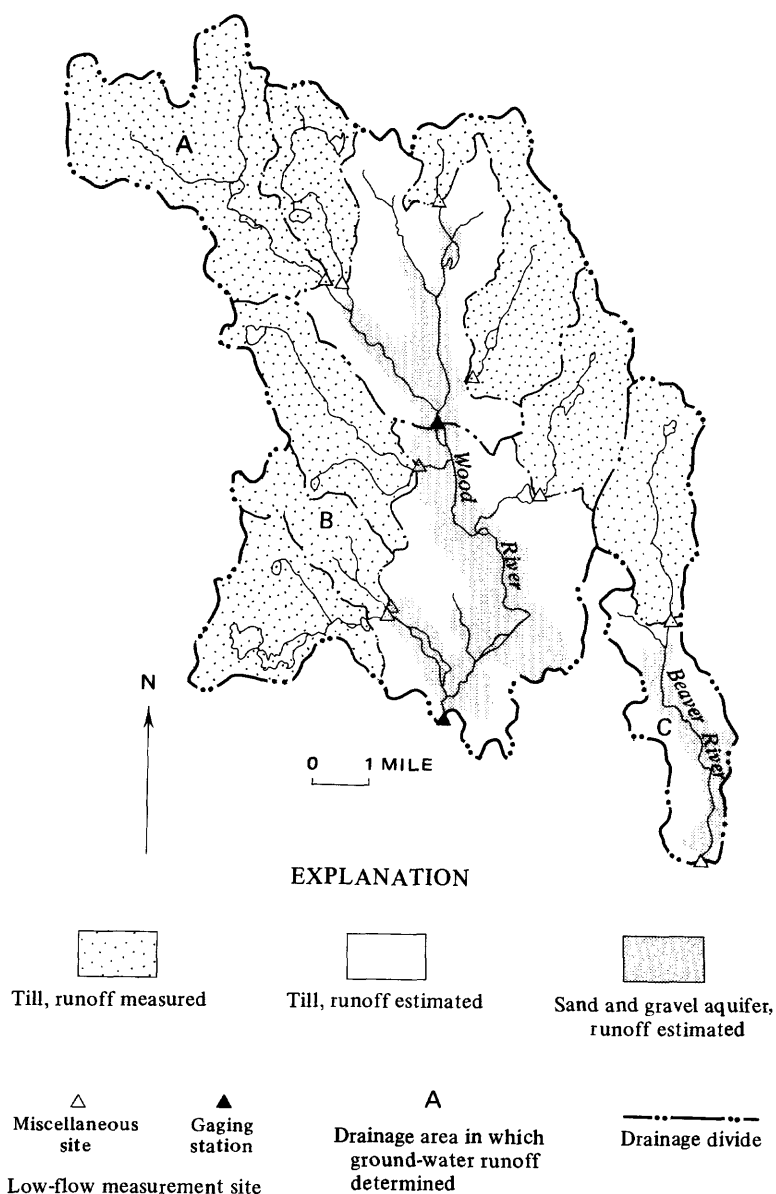 A
B
Wood
River
Beaver River
C
N
0 1 MILE
EXPLANATION
Till, runoff measured
Till, runoff estimated
Sand and gravel aquifer,
runoff estimated
Miscellaneous
site
Gaging
station
Low-flow measurement site
A
Drainage area in which
ground-water runoff
determined
Drainage divide